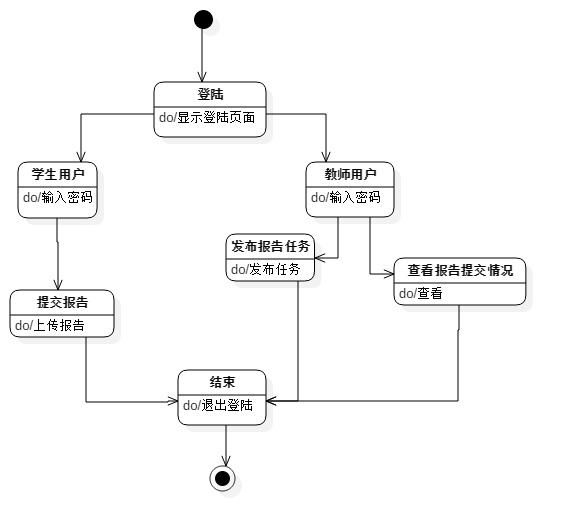 登陆
do/显示登陆页面
学生用户
do/输入密码
教师用户
do/输入密码
发布报告任务
do/发布任务
查看报告提交情况
do/查看
提交报告
do/上传报告
结束
do/退出登陆